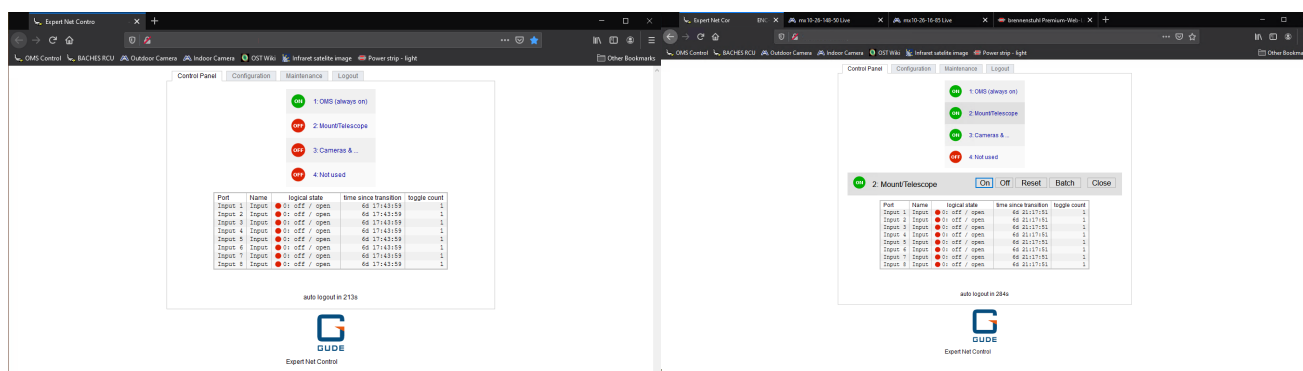 Expert Net Contro
OMS Control BACHES RCU Outdoor Camera Indoor Camera OST Wiki Infraret satelite image Power strip - light Other Bookmarks
Control Panel Configuration Maintenance Logout
ON 1: OMS (always on)
OFF 2: Mount/Telescope
OFF 3: Cameras & ...
OFF 4: Not used
Port Name logical state time since transition toggle count
Input 1 Input 0: off / open 6d 17:43:59 1
Input 2 Input 0: off / open 6d 17:43:59 1
Input 3 Input 0: off / open 6d 17:43:59 1
Input 4 Input 0: off / open 6d 17:43:59 1
Input 5 Input 0: off / open 6d 17:43:59 1
Input 6 Input 0: off / open 6d 17:43:59 1
Input 7 Input 0: off / open 6d 17:43:59 1
Input 8 Input 0: off / open 6d 17:43:59 1
auto logout in 213s
GUDE
Expert Net Control
Expert Net Cor mx10-26-148-50 Live mx10-26-16-85 Live brennenstuhl Premium-Web-
OMS Control BACHES RCU Outdoor Camera Indoor Camera OST Wiki Infraret satelite image Power strip - light Other Bookma
Control Panel Configuration Maintenance Logout
ON 1: OMS (always on)
ON 2: Mount/Telescope
ON 3: Cameras & ...
OFF 4: Not used
ON 2: Mount/Telescope On Off Reset Batch Close
Port Name logical state time since transition toggle count
Input 1 Input 0: off / open 6d 21:17:51 1
Input 2 Input 0: off / open 6d 21:17:51 1
Input 3 Input 0: off / open 6d 21:17:51 1
Input 4 Input 0: off / open 6d 21:17:51 1
Input 5 Input 0: off / open 6d 21:17:51 1
Input 6 Input 0: off / open 6d 21:17:51 1
Input 7 Input 0: off / open 6d 21:17:51 1
Input 8 Input 0: off / open 6d 21:17:51 1
auto logout in 284s
GUDE
Expert Net Control